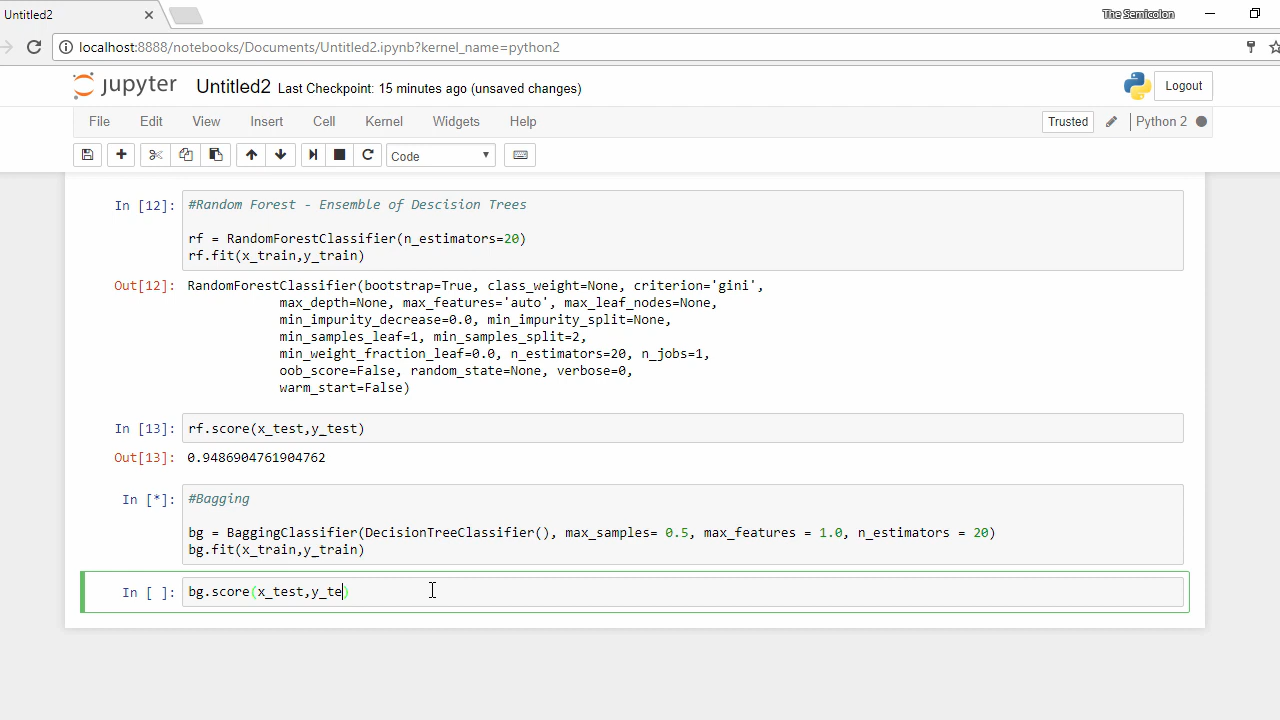 Untitled2
The Semicolon
localhost:8888/notebooks/Documents/Untitled2.ipynb?kernel_name=python2
jupyter Untitled2 Last Checkpoint: 15 minutes ago (unsaved changes)
Logout
File Edit View Insert Cell Kernel Widgets Help
Trusted Python 2
Code
In [12]: #Random Forest - Ensemble of Descision Trees
rf = RandomForestClassifier(n_estimators=20)
rf.fit(x_train,y_train)
Out[12]: RandomForestClassifier(bootstrap=True, class_weight=None, criterion='gini',
max_depth=None, max_features='auto', max_leaf_nodes=None,
min_impurity_decrease=0.0, min_impurity_split=None,
min_samples_leaf=1, min_samples_split=2,
min_weight_fraction_leaf=0.0, n_estimators=20, n_jobs=1,
oob_score=False, random_state=None, verbose=0,
warm_start=False)
In [13]: rf.score(x_test,y_test)
Out[13]: 0.9486904761904762
In [*]: #Bagging
bg = BaggingClassifier(DecisionTreeClassifier(), max_samples= 0.5, max_features = 1.0, n_estimators = 20)
bg.fit(x_train,y_train)
In [ ]: bg.score(x_test,y_te)